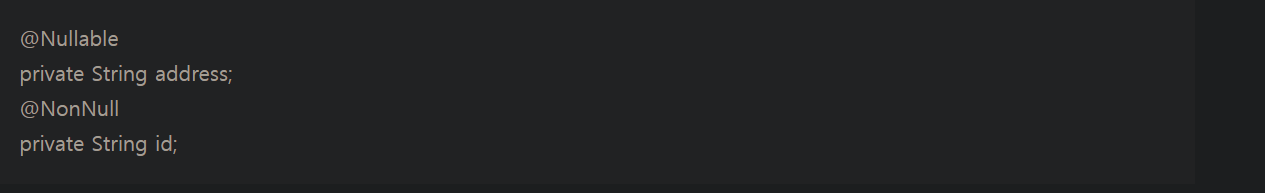 @Nullable
private String address;
@NonNull
private String id;